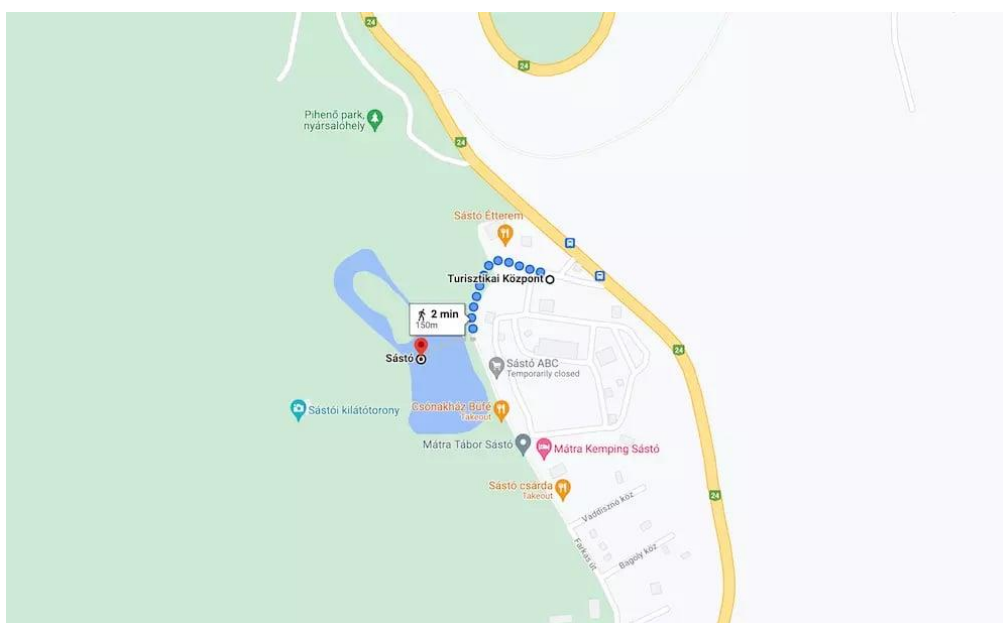 24
24
Pihenő park,
nyársalóhely
24
Sástó Étterem
Turisztikai Központ
2 min
150m
Sástó
Sástó ABC
Temporarily closed
24
Sástói kilátótorony
Csónakház Büfé
Takeout
Mátra Tábor Sástó
Mátra Kemping Sástó
Sástó csárda
Takeout
24
Vaddisznó köz
Farkas út
Bagoly köz